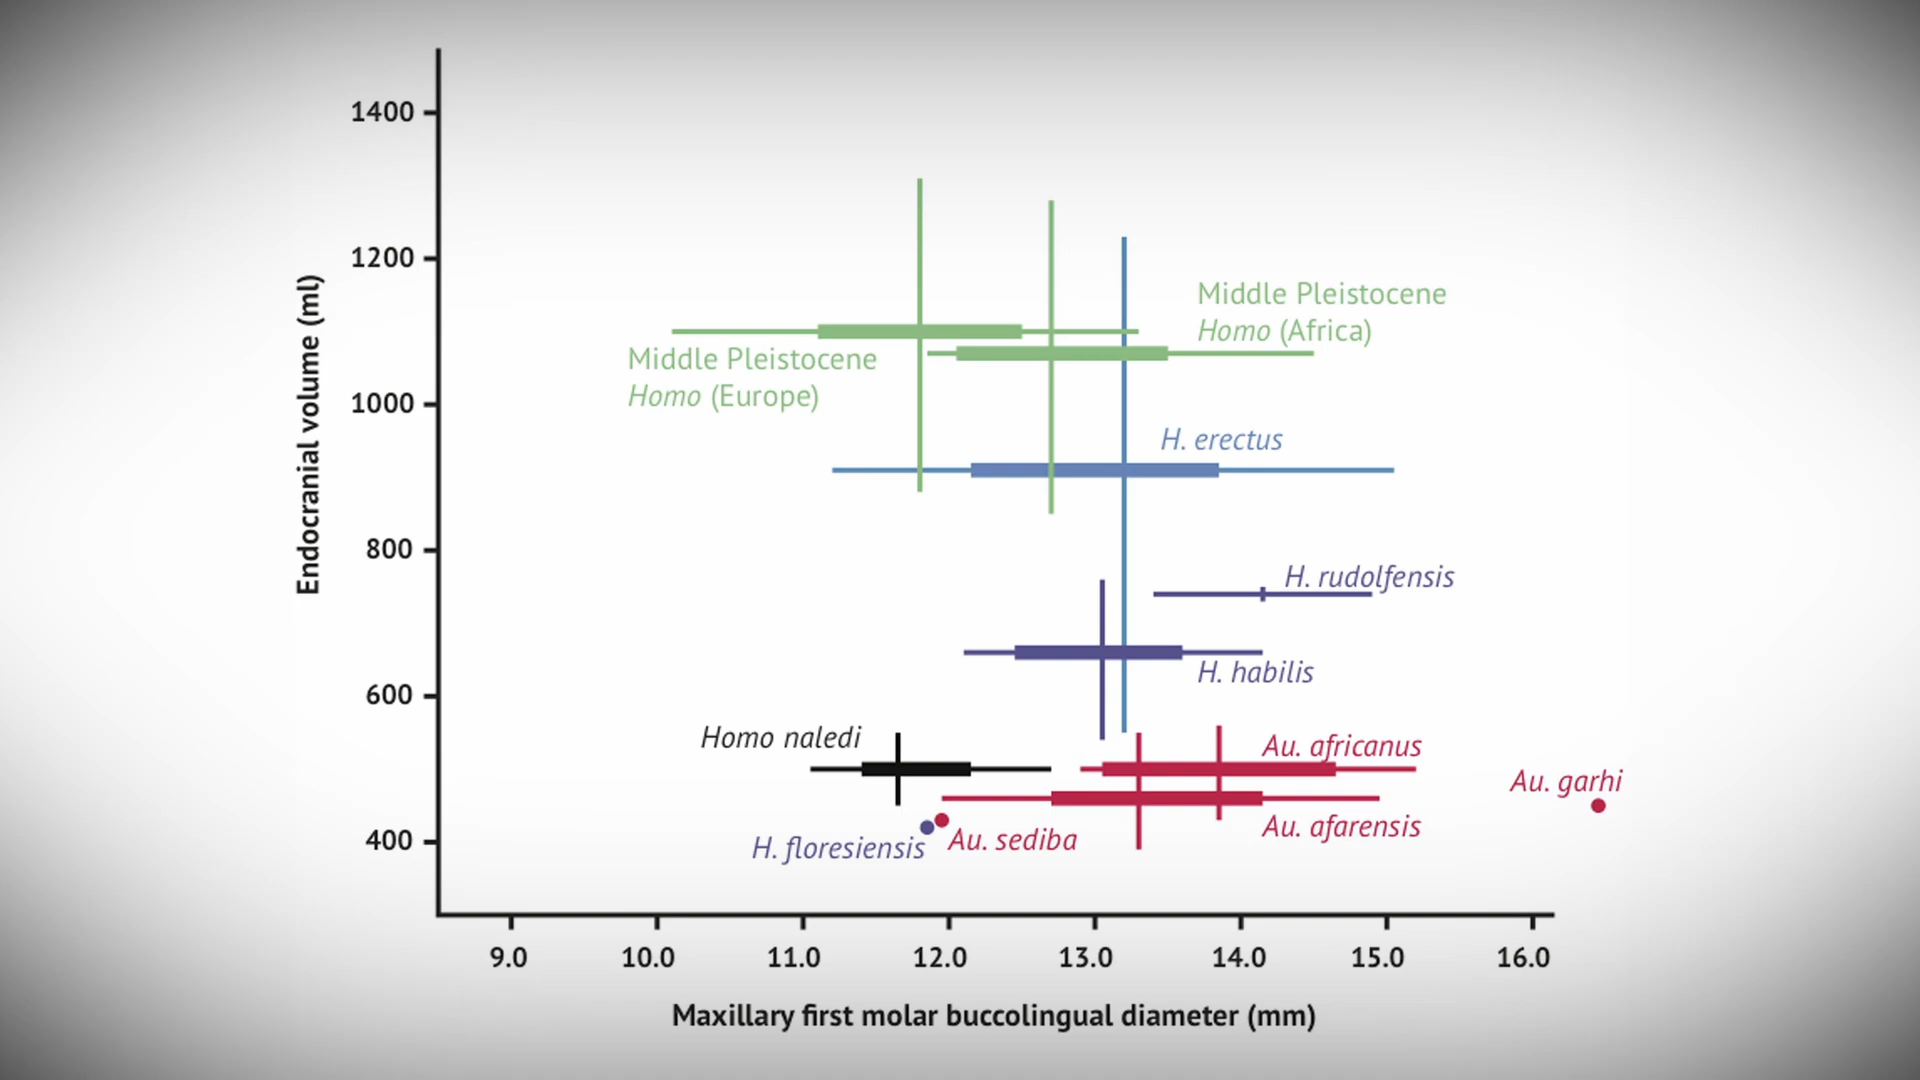 1400
1200
1000
800
600
400
Endocranial volume (ml)
Middle Pleistocene
Homo (Africa)
Middle Pleistocene
Homo (Europe)
H. erectus
H. rudolfensis
H. habilis
Homo naledi
Au. africanus
Au. garhi
Au. afarensis
H. floresiensis
Au. sediba
9.0 10.0 11.0 12.0 13.0 14.0 15.0 16.0
Maxillary first molar buccolingual diameter (mm)